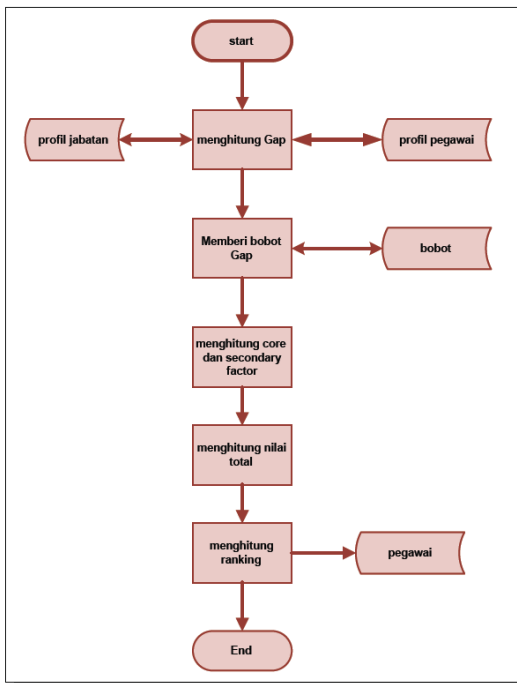 start
profil jabatan
menghitung Gap
profil pegawai
Memberi bobot
Gap
bobot
menghitung core
dan secondary
factor
menghitung nilai
total
menghitung
ranking
pegawai
End